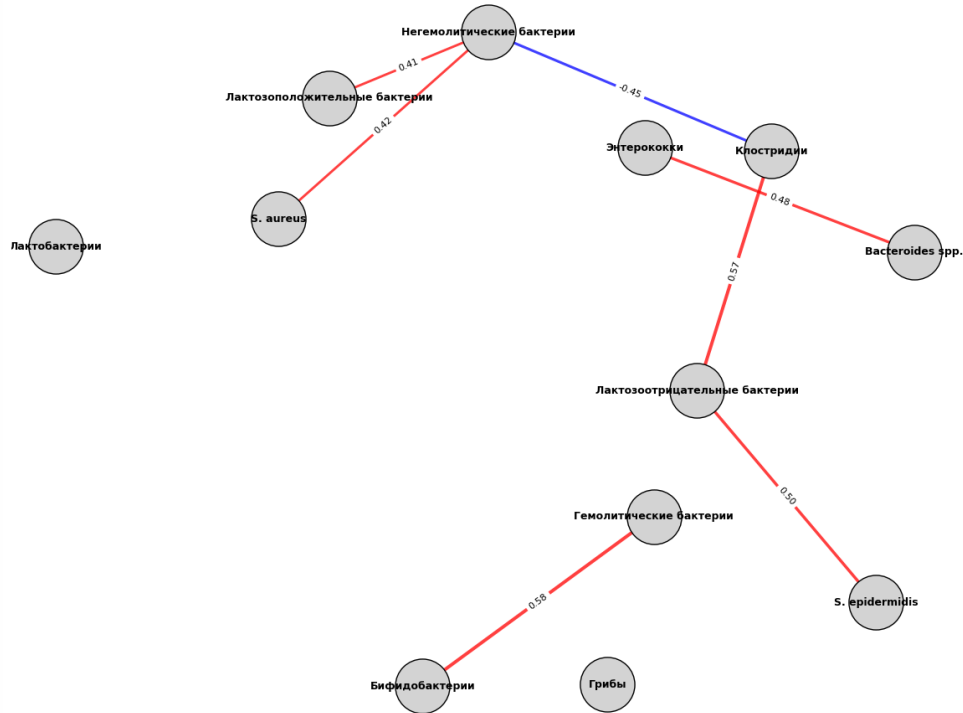 Негемолитические бактерии
0.41
-0.45
Лактозоположительные бактерии
0.42
Энтерококки
Клостридии
0.48
S. aureus
Лактобактерии
Bacteroides spp.
0.57
Лактозоотрицательные бактерии
0.50
Гемолитические бактерии
0.58
S. epidermidis
Бифидобактерии
Грибы